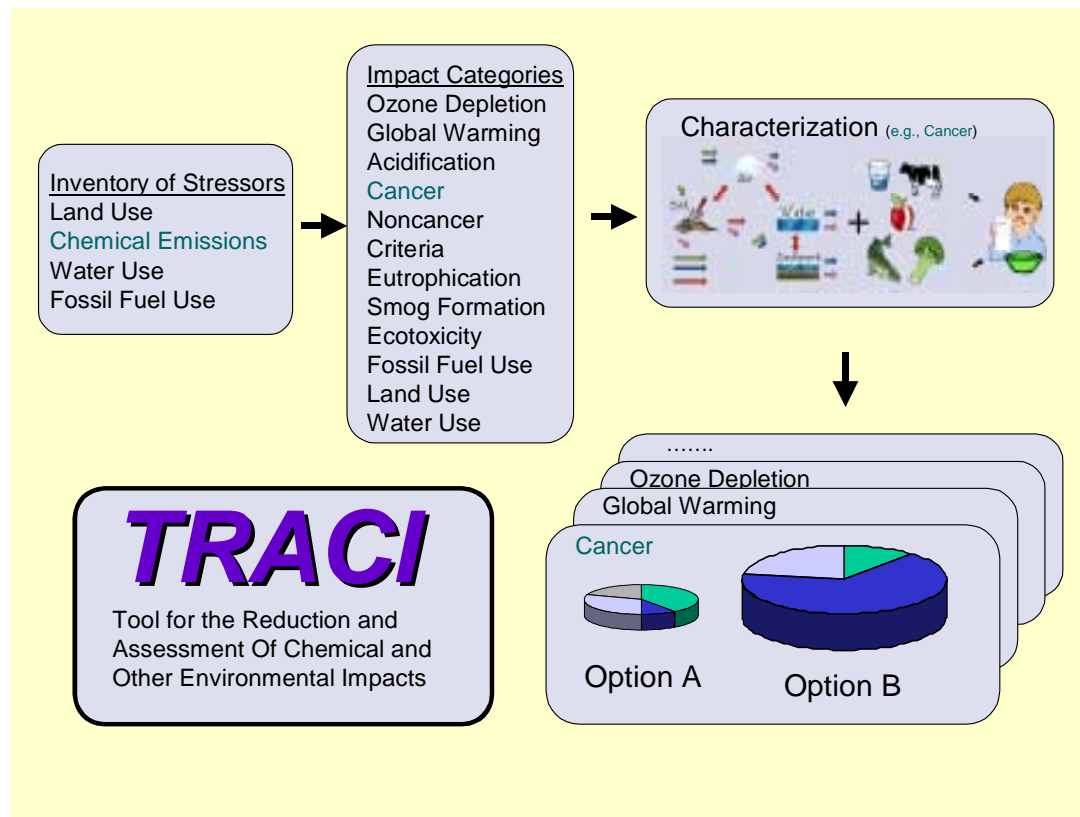 Inventory of Stressors
Land Use
Chemical Emissions
Water Use
Fossil Fuel Use
Impact Categories
Ozone Depletion
Global Warming
Acidification
Cancer
Noncancer
Criteria
Eutrophication
Smog Formation
Ecotoxicity
Fossil Fuel Use
Land Use
Water Use
Characterization (e.g., Cancer)
Air
Water
+
.......
Ozone Depletion
Global Warming
Cancer
Option A
Option B
TRACI
Tool for the Reduction and
Assessment Of Chemical and
Other Environmental Impacts